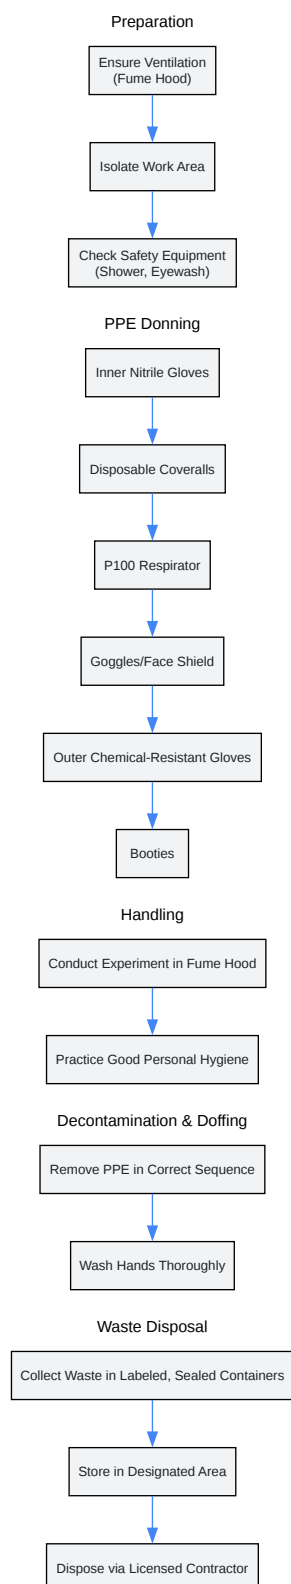 Preparation
Ensure Ventilation
(Fume Hood)
Isolate Work Area
Check Safety Equipment
(Shower, Eyewash)
PPE Donning
Inner Nitrile Gloves
Disposable Coveralls
P100 Respirator
Goggles/Face Shield
Outer Chemical-Resistant Gloves
Booties
Handling
Conduct Experiment in Fume Hood
Practice Good Personal Hygiene
Decontamination & Doffing
Remove PPE in Correct Sequence
Wash Hands Thoroughly
Waste Disposal
Collect Waste in Labeled, Sealed Containers
Store in Designated Area
Dispose via Licensed Contractor